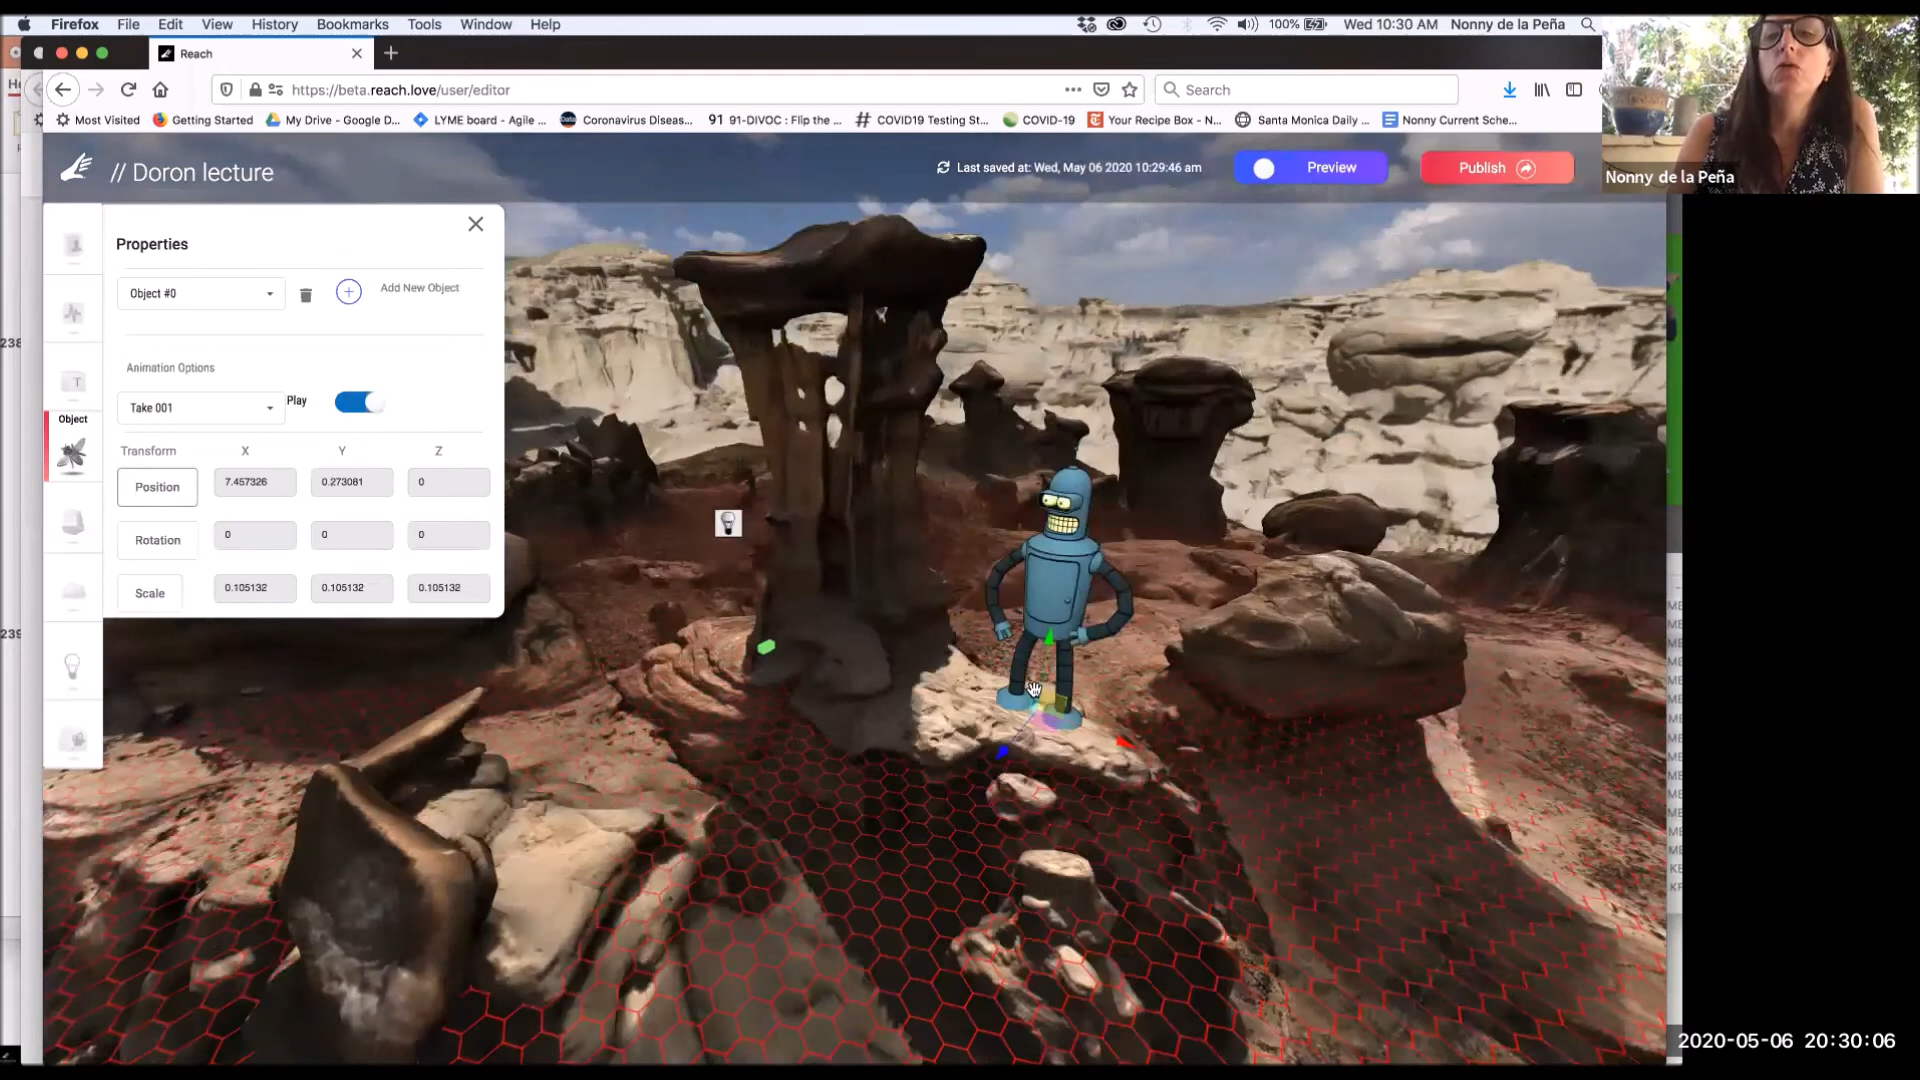 Firefox File Edit View History Bookmarks Tools Window Help 100% Wed 10:30 AM Nonny de la Peña
Reach
https://beta.reach.love/user/editor
Search
Most Visited Getting Started My Drive - Google D... LYME board - Agile ... Coronavirus Diseas... 91-DIVOC : Flip the ... COVID19 Testing St... COVID-19 Your Recipe Box - N... Santa Monica Daily ... Nonny Current Sche...
// Doron lecture
Last saved at: Wed, May 06 2020 10:29:46 am
Preview
Publish
Nonny de la Peña
Properties
Object #0
Add New Object
Animation Options
Take 001
Play
Object
Transform X Y Z
Position 7.457326 0.273081 0
Rotation 0 0 0
Scale 0.105132 0.105132 0.105132
2020-05-06 20:30:06